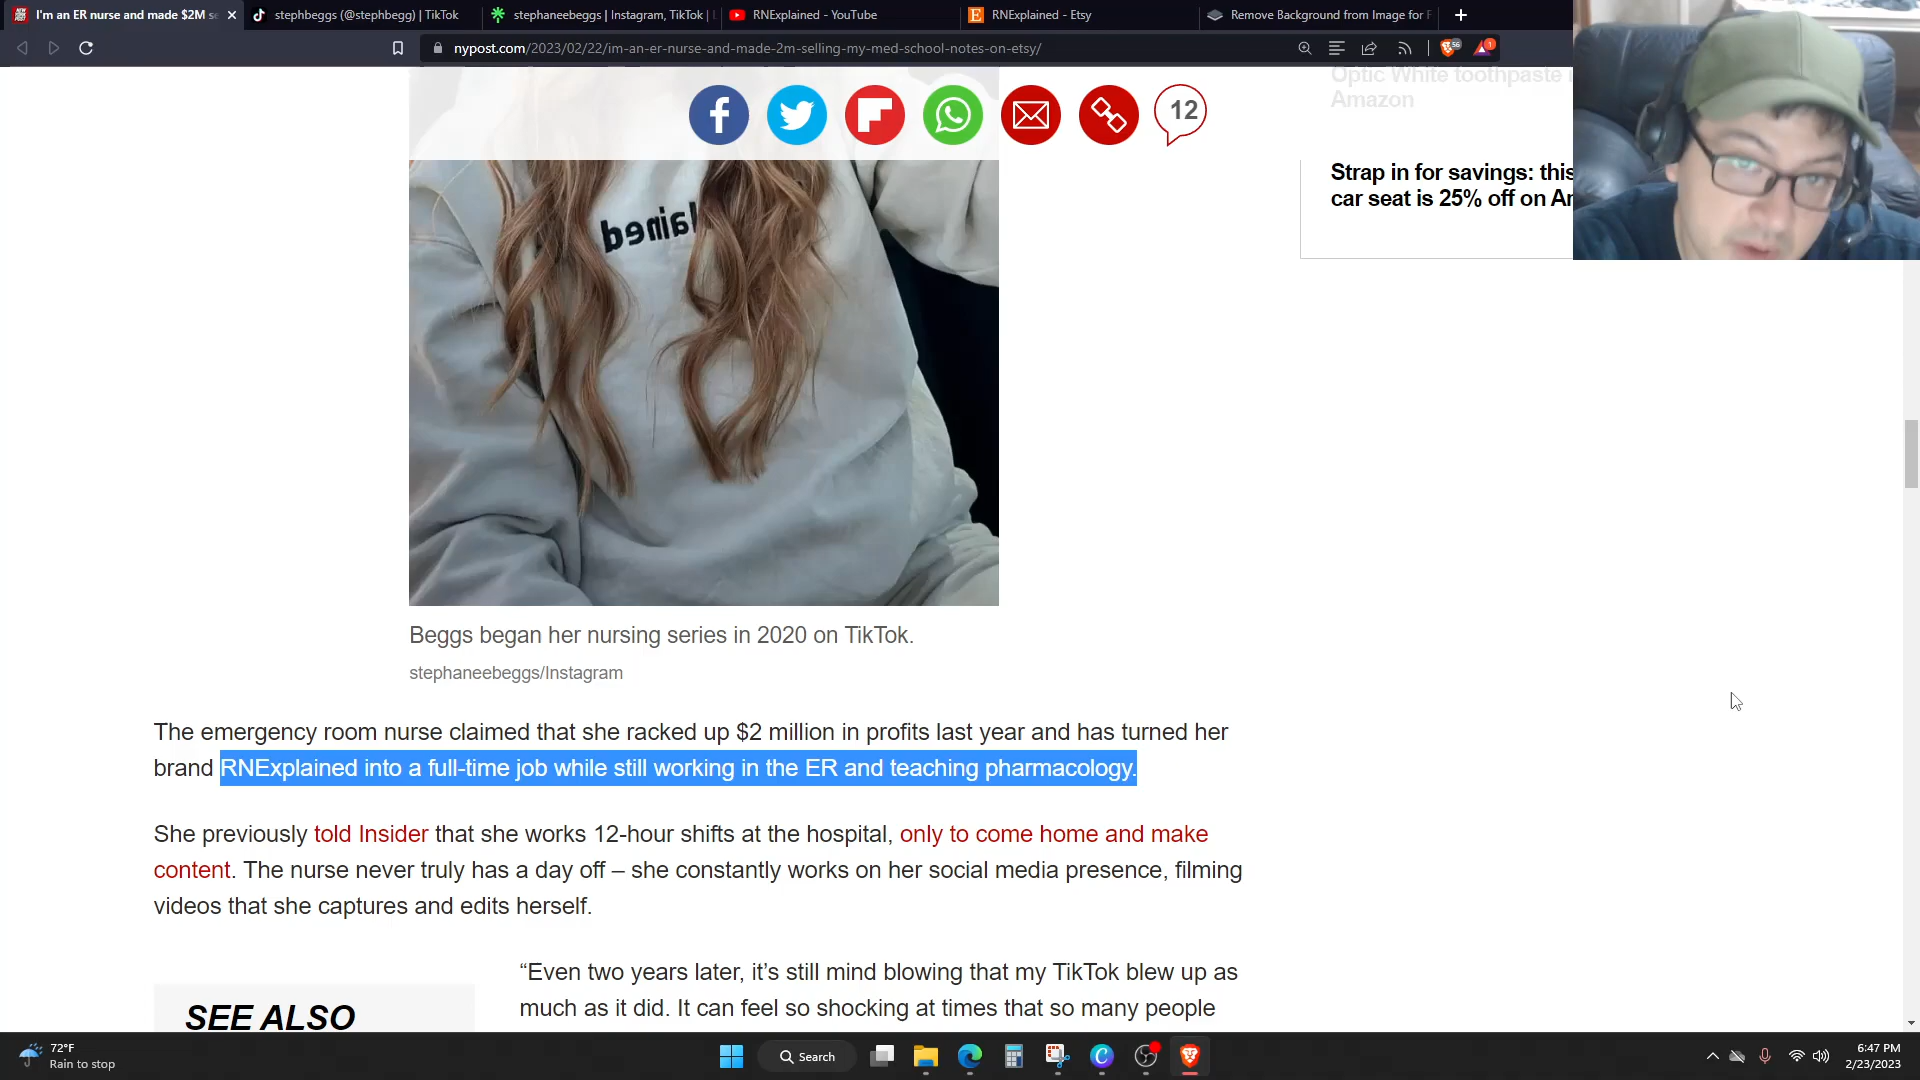 I'm an ER nurse and made $2M se
stephbeggs (@stephbegg) | TikTok
stephaneebeggs | Instagram, TikTok |
RNExplained - YouTube
RNExplained - Etsy
Remove Background from Image for F
nypost.com/2023/02/22/im-an-er-nurse-and-made-2m-selling-my-med-school-notes-on-etsy/
56
1
12
Optic White toothpaste
Amazon
Strap in for savings: this
car seat is 25% off on Am
lained
Beggs began her nursing series in 2020 on TikTok.
stephaneebeggs/Instagram
The emergency room nurse claimed that she racked up $2 million in profits last year and has turned her
brand RNExplained into a full-time job while still working in the ER and teaching pharmacology.
She previously told Insider that she works 12-hour shifts at the hospital, only to come home and make
content. The nurse never truly has a day off – she constantly works on her social media presence, filming
videos that she captures and edits herself.
“Even two years later, it’s still mind blowing that my TikTok blew up as
much as it did. It can feel so shocking at times that so many people
SEE ALSO
72°F
Rain to stop
Search
6:47 PM
2/23/2023